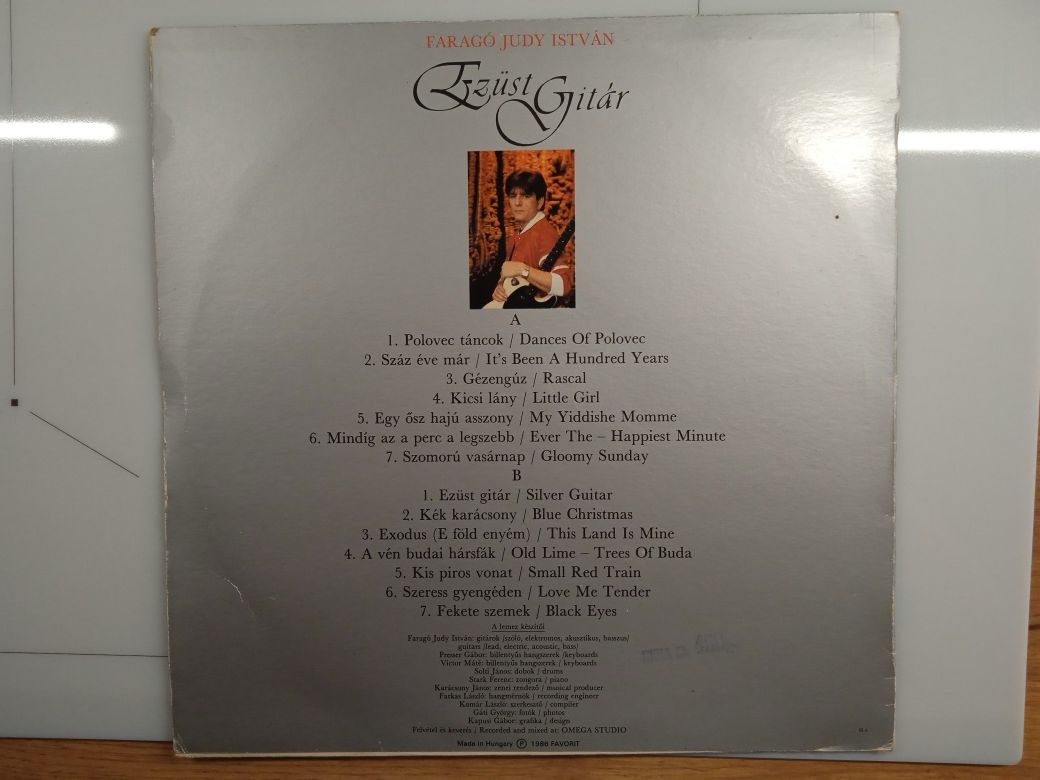 FARAGÓ JUDY ISTVÁN
Ezüst Gitár
A
1. Polovec táncok / Dances Of Polovec
2. Száz éve már / It's Been A Hundred Years
3. Gézengúz / Rascal
4. Kicsi lány / Little Girl
5. Egy ősz hajú asszony / My Yiddishe Momme
6. Mindíg az a perc a legszebb / Ever The – Happiest Minute
7. Szomorú vasárnap / Gloomy Sunday
B
1. Ezüst gitár / Silver Guitar
2. Kék karácsony / Blue Christmas
3. Exodus (E föld enyém) / This Land Is Mine
4. A vén budai hársfák / Old Lime – Trees Of Buda
5. Kis piros vonat / Small Red Train
6. Szeress gyengéden / Love Me Tender
7. Fekete szemek / Black Eyes
A lemez készítői
Faragó Judy István: gitárok /szóló, elektromos, akusztikus, basszus/
guitars /lead, electric, acoustic, bass/
Presser Gábor: billentyűs hangszerek /keyboards
Victor Máté: billentyűs hangszerek / keyboards
Solti János: dobok / drums
Stark Ferenc: zongora / piano
Karácsony János: zenei rendező / musical producer
Farkas László: hangmérnök / recording engineer
Komár László: szerkesztő / compiler
Gáti György: fotók / photos
Kapusi Gábor: grafika / design
Felvétel és keverés / Recorded and mixed at: OMEGA STUDIO
Made in Hungary Ⓟ 1986 FAVORIT